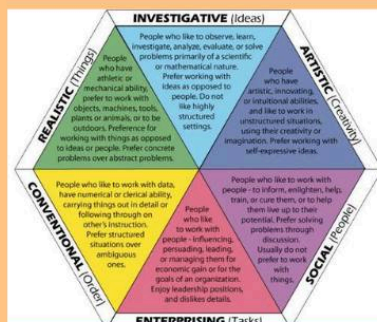 INVESTIGATIVE (Ideas)
People who like to observe, learn,
investigate, analyze, evaluate, or solve
problems primarily of a scientific
or mathematical nature.
Prefer working with
ideas as opposed to
people. Do not
like highly
structured
settings.
REALISTIC (Things)
People
who have
athletic or
mechanical ability,
prefer to work with
objects, machines, tools,
plants or animals, or to
be outdoors. Preference for
working with things as opposed
to ideas or people. Prefer concrete
problems over abstract problems.
ARTISTIC (Creativity)
People
who have
artistic, innovating,
or intuitional abilities,
and like to work in
unstructured situations,
using their creativity or
imagination. Prefer working with
self-expressive ideas.
CONVENTIONAL (Order)
People who like to work with data,
have numerical or clerical ability,
carrying things out in detail or
following through on
other's instruction.
Prefer structured
situations over
ambiguous
ones.
People
who like
to work with
people - influencing,
persuading, leading,
or managing them for
economic gain or for the
goals of an organization.
Enjoy leadership positions,
and dislikes details.
ENTERPRISING (Tasks)
People who like to work with
people - to inform, enlighten, help,
train, or cure them, or to help
them live up to their
potential. Prefer solving
problems through
discussion.
Usually do not
prefer to work
with
things.
SOCIAL (People)